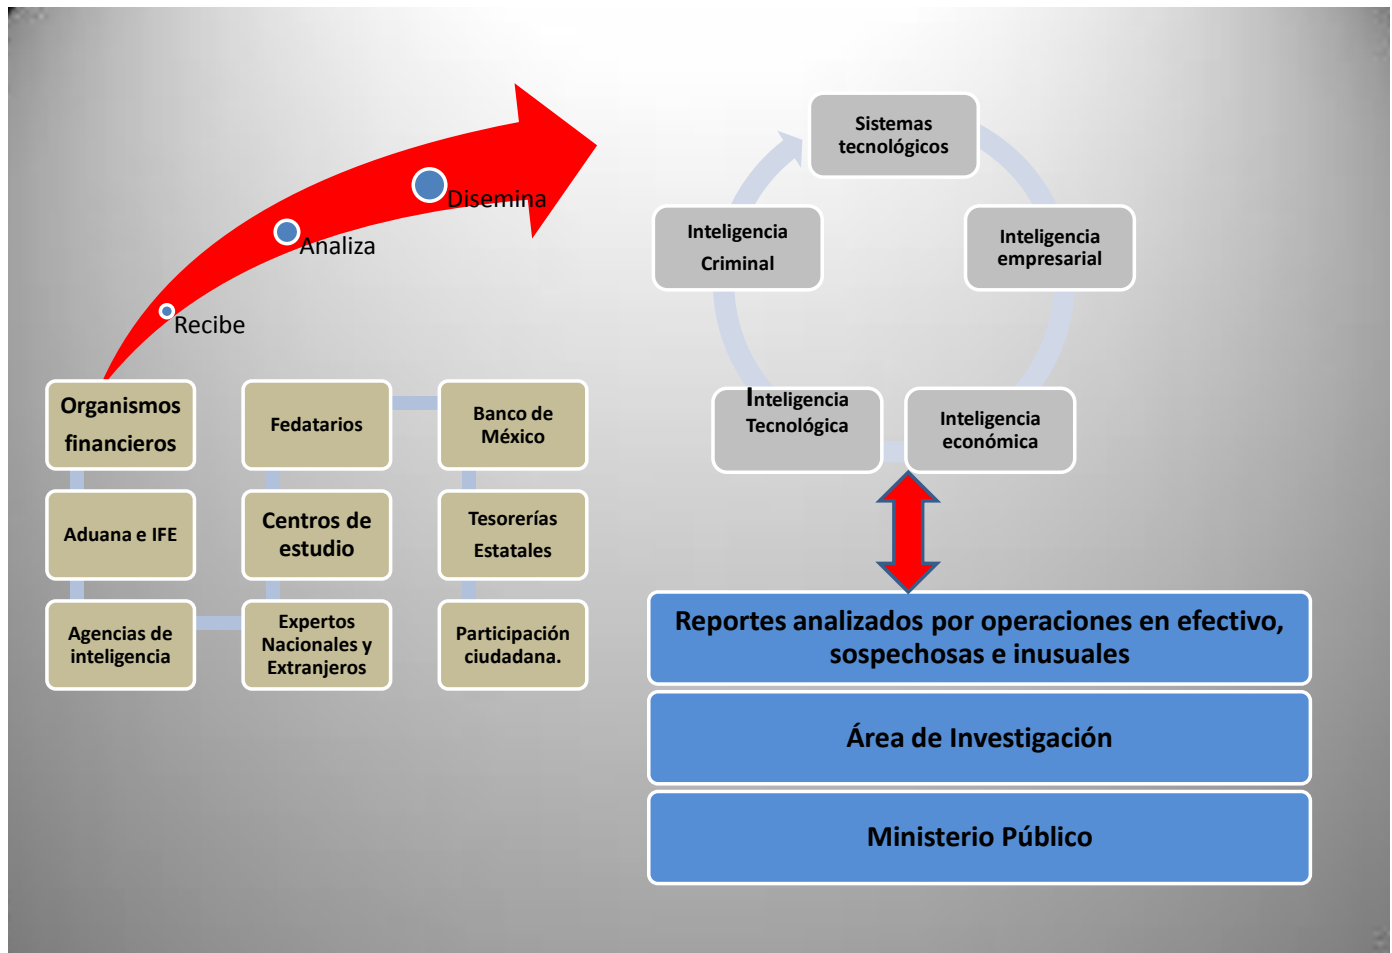 Disemina
Analiza
Recibe
Organismos
financieros
Aduana e IFE
Agencias de
inteligencia
Expertos
Nacionales y
Extranjeros
Centros de
estudio
Fedatarios
Banco de
México
Tesorerías
Estatales
Participación
ciudadana.
Sistemas
tecnológicos
Inteligencia
empresarial
Inteligencia
económica
Inteligencia
Tecnológica
Inteligencia
Criminal
Reportes analizados por operaciones en efectivo,
sospechosas e inusuales
Área de Investigación
Ministerio Público